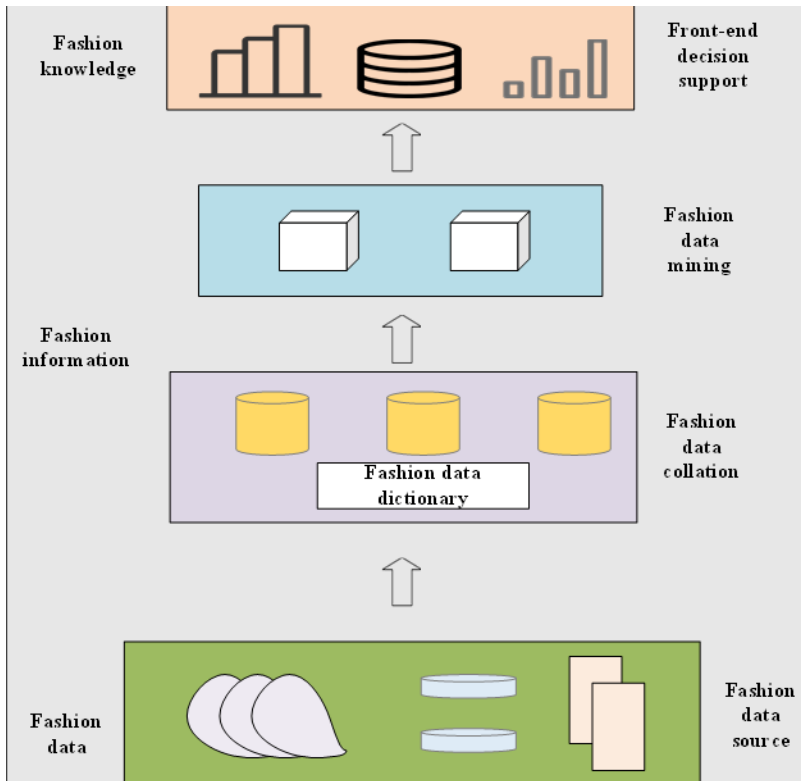 Fashion
knowledge
Front-end
decision
support
Fashion
data
mining
Fashion
information
Fashion
data
collation
Fashion data
dictionary
Fashion
data
Fashion
data
source